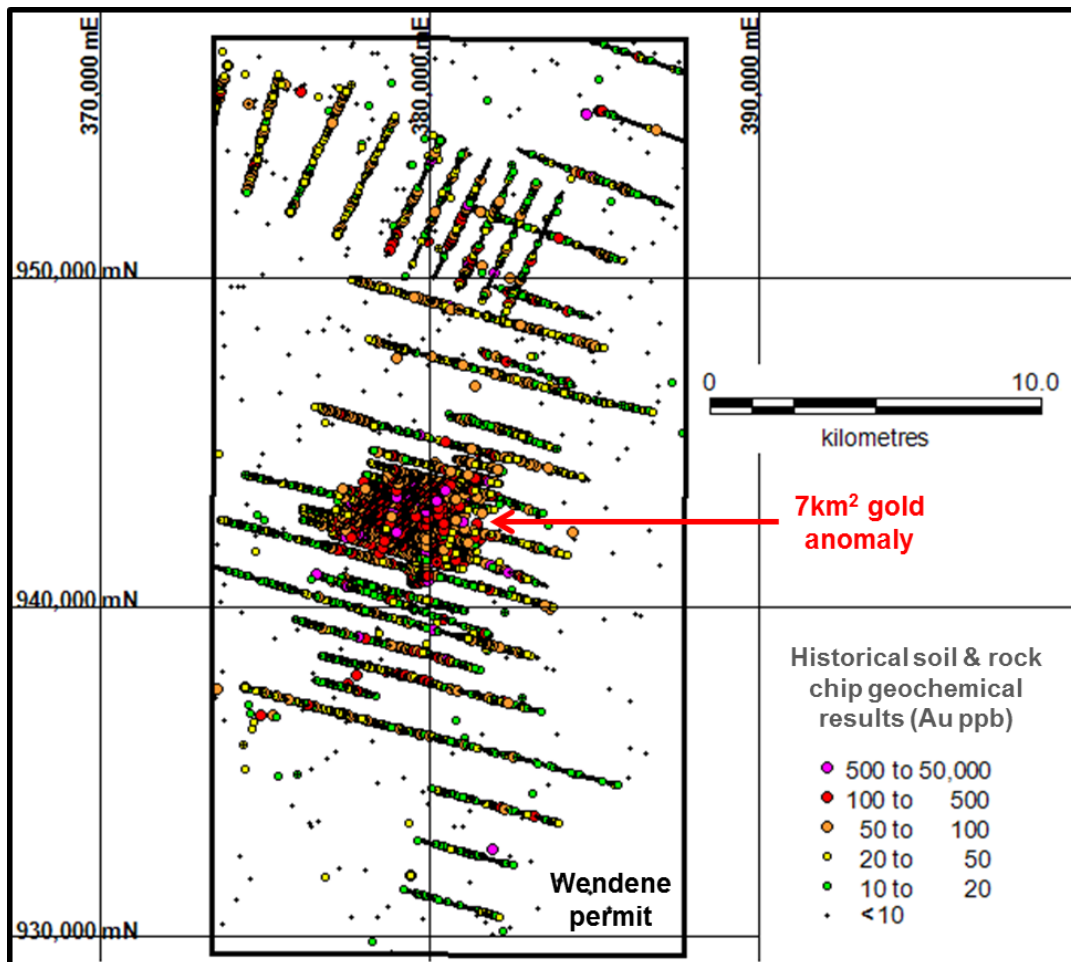 370,000 mE
380,000 mE
390,000 mE
950,000 mN
0 10.0
kilometres
7km² gold
anomaly
940,000 mN
Historical soil & rock
chip geochemical
results (Au ppb)
500 to 50,000
100 to 500
50 to 100
20 to 50
10 to 20
<10
Wendene
permit
930,000 mN